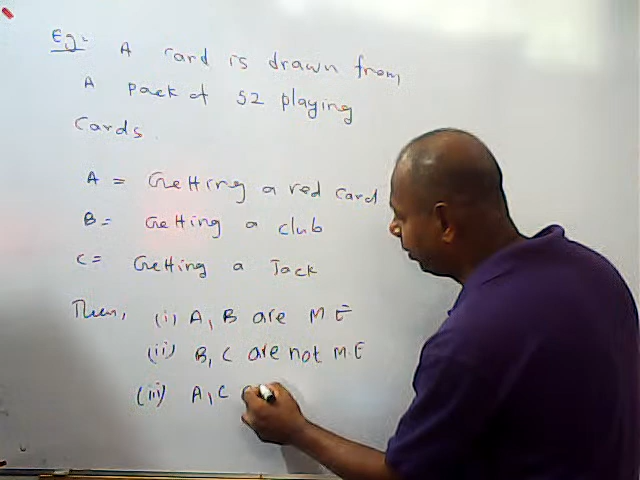 Eg:- A card is drawn from
A pack of 52 playing
cards.
A = Getting a red card
B = Getting a club
C = Getting a Jack
Then, (i) A, B are M E
(ii) B, C are not M E
(iii) A, C